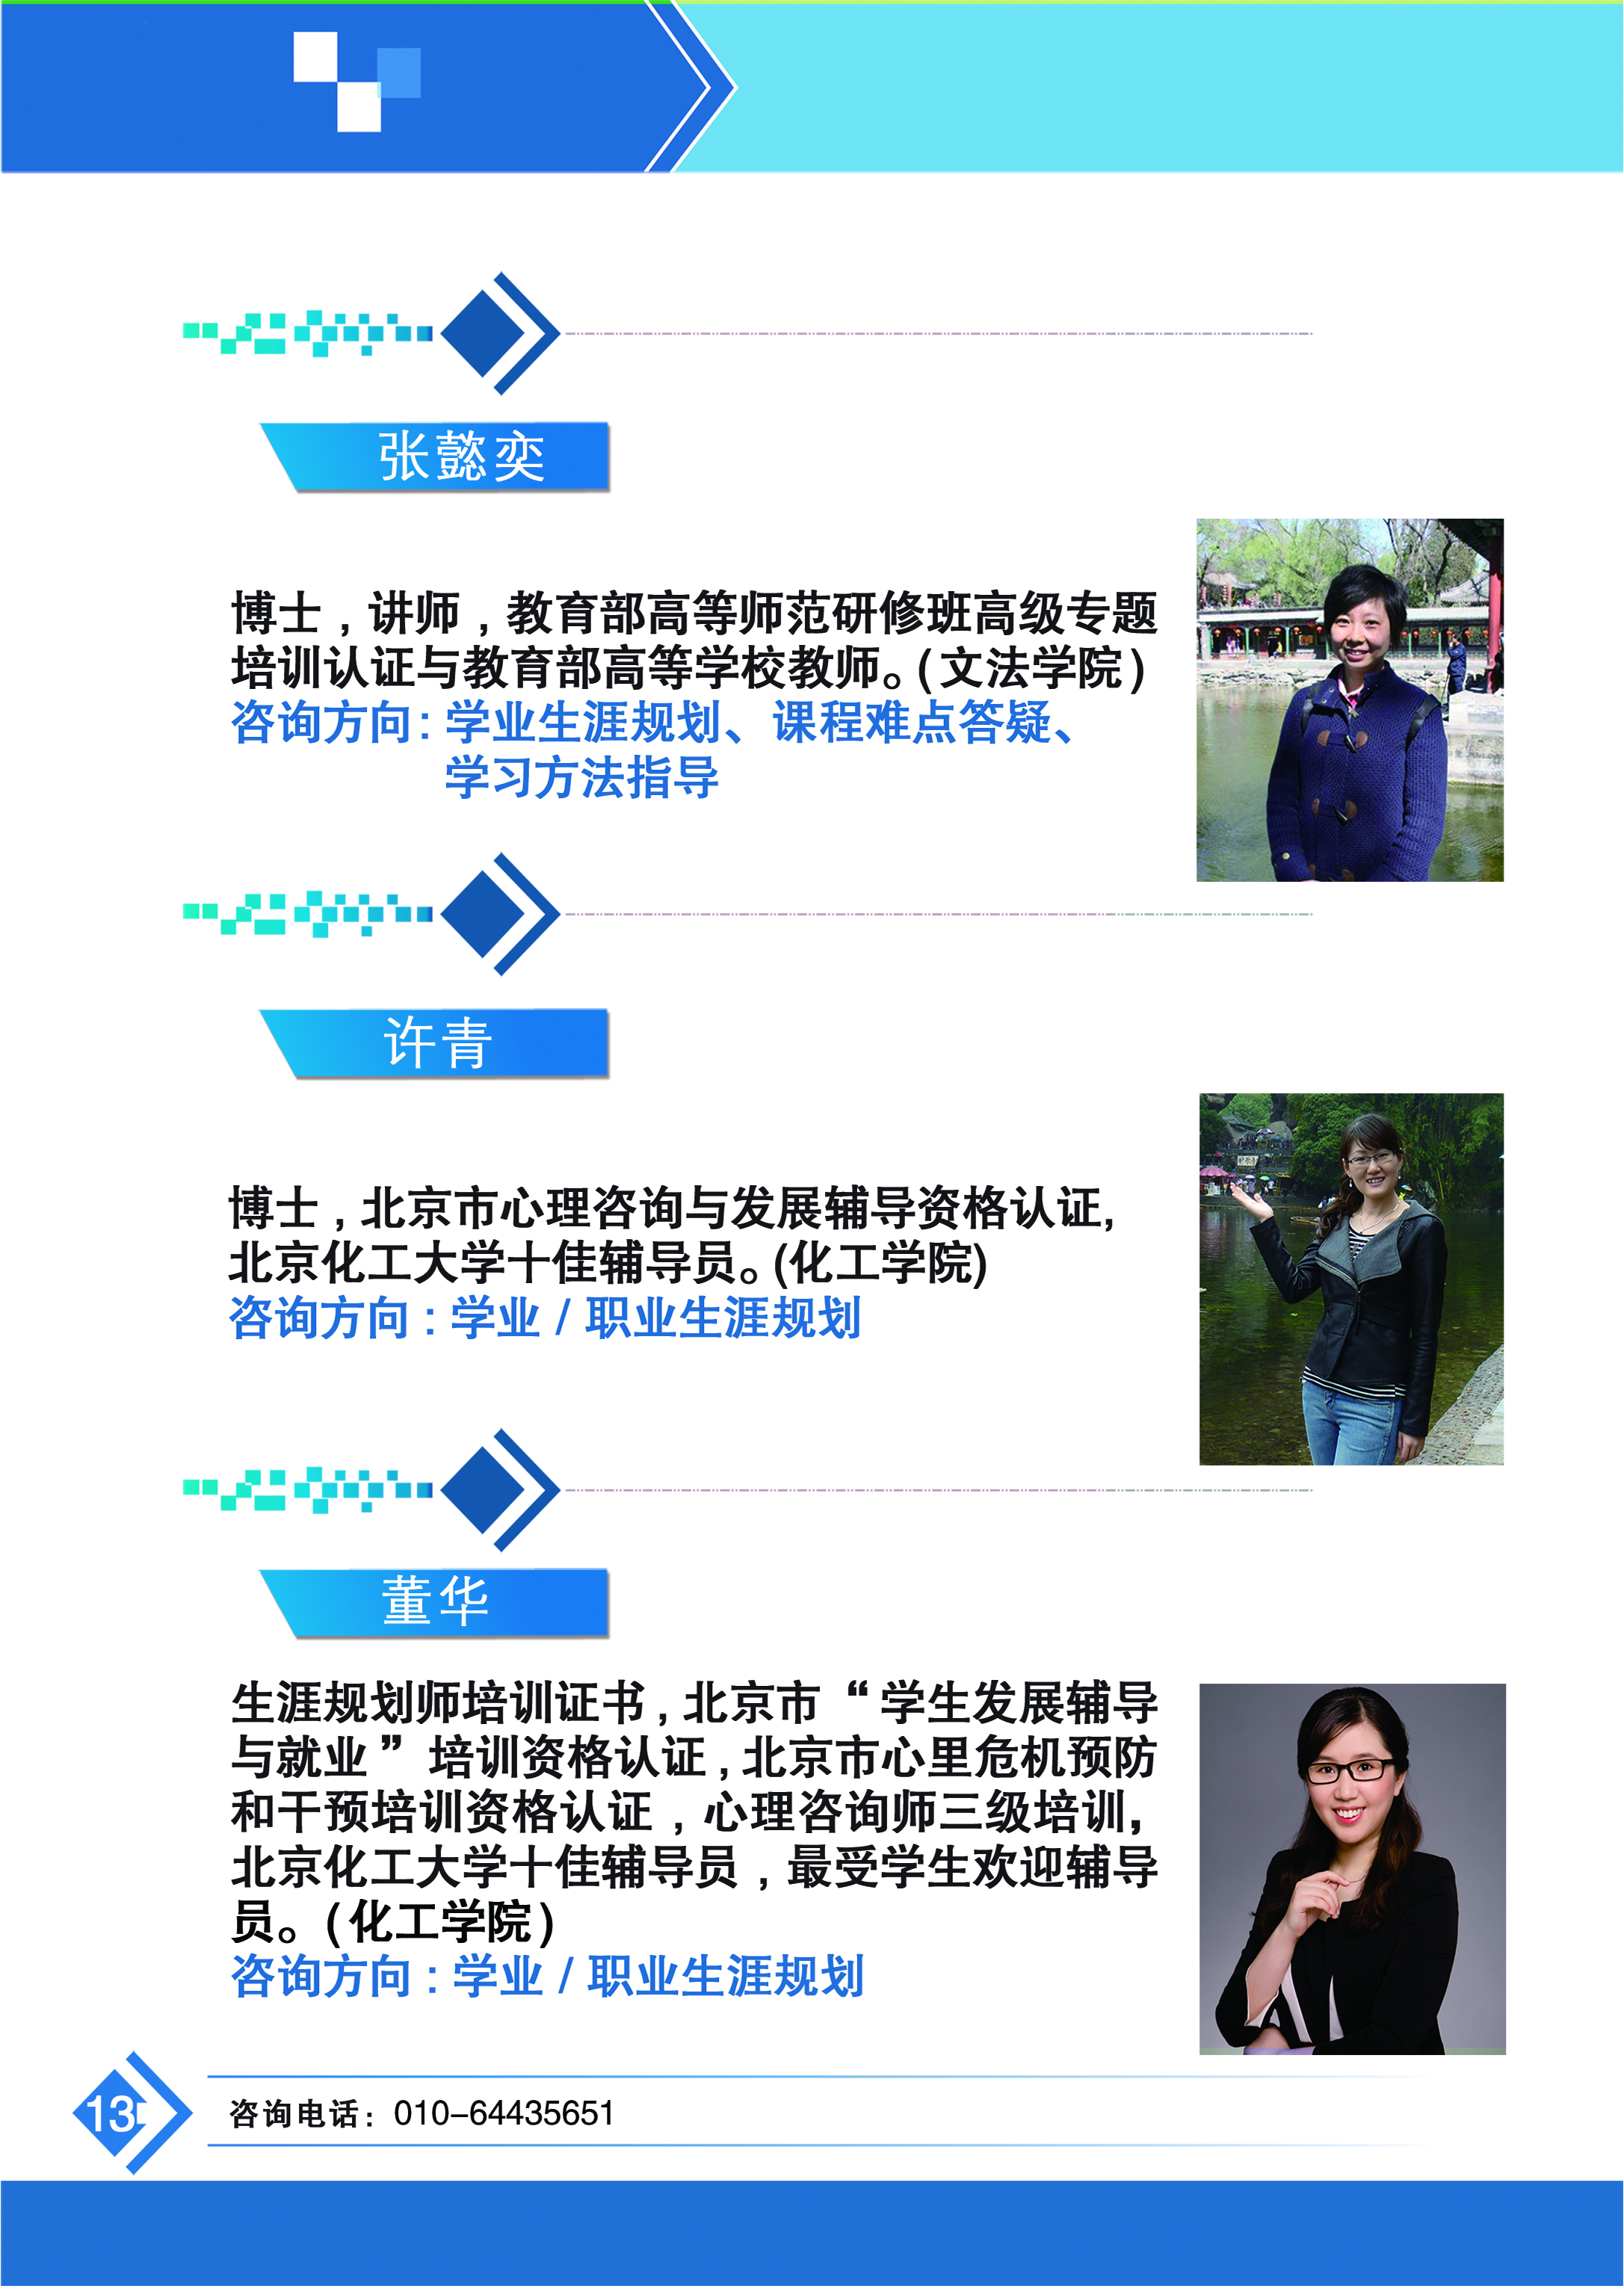 张懿奕
博士，讲师，教育部高等师范研修班高级专题
培训认证与教育部高等学校教师。(文法学院)
咨询方向：学业生涯规划、课程难点答疑、
学习方法指导
许青
博士，北京市心理咨询与发展辅导资格认证，
北京化工大学十佳辅导员。(化工学院)
咨询方向：学业 / 职业生涯规划
董华
生涯规划师培训证书，北京市“学生发展辅导
与就业”培训资格认证，北京市心里危机预防
和干预培训资格认证，心理咨询师三级培训，
北京化工大学十佳辅导员，最受学生欢迎辅导
员。(化工学院)
咨询方向：学业 / 职业生涯规划
13
咨询电话：010-64435651